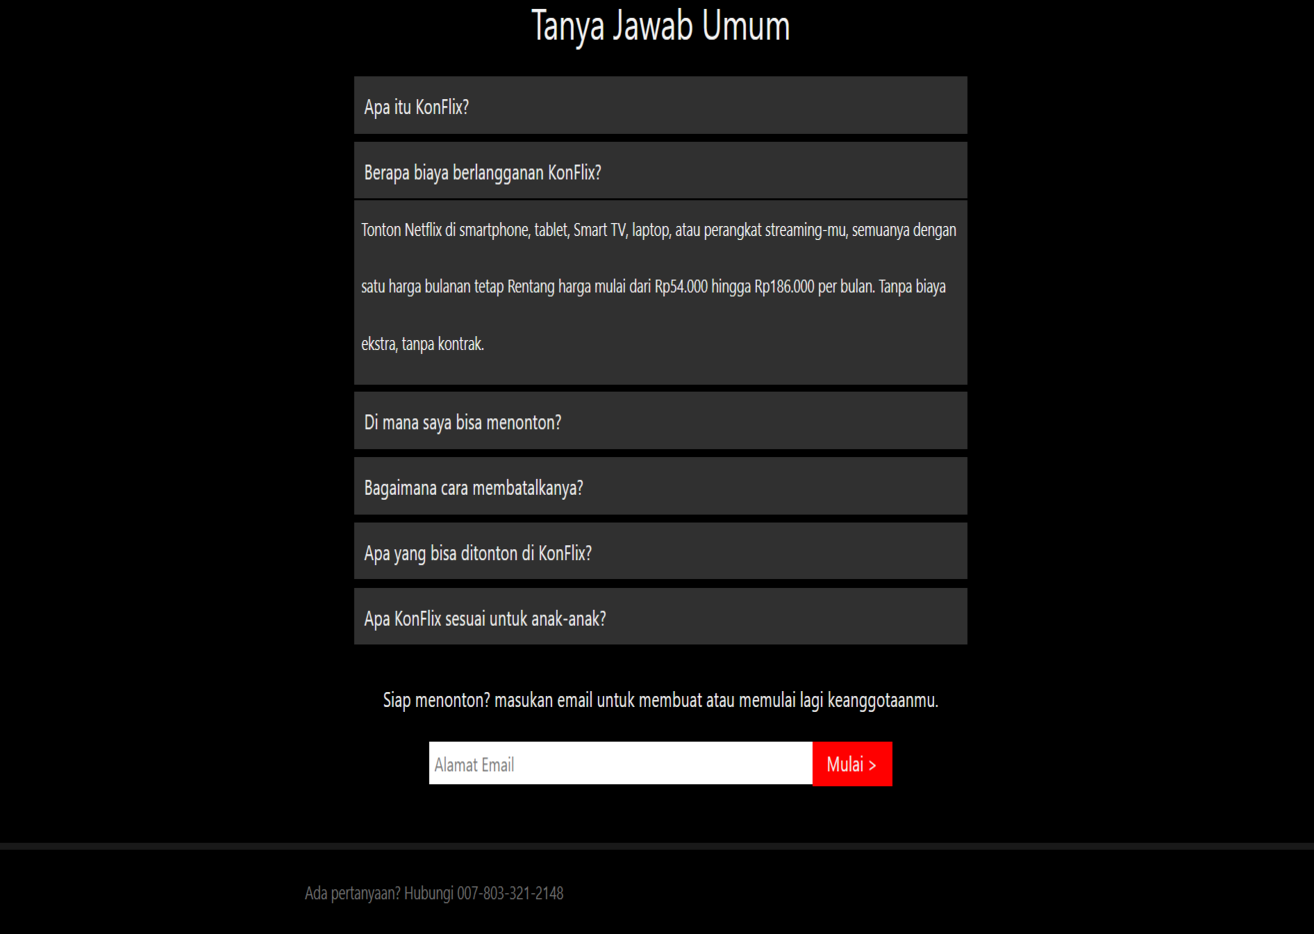 Tanya Jawab Umum
Apa itu KonFlix?
Berapa biaya berlangganan KonFlix?
Tonton Netflix di smartphone, tablet, Smart TV, laptop, atau perangkat streaming-mu, semuanya dengan
satu harga bulanan tetap Rentang harga mulai dari Rp54.000 hingga Rp186.000 per bulan. Tanpa biaya
ekstra, tanpa kontrak.
Di mana saya bisa menonton?
Bagaimana cara membatalkanya?
Apa yang bisa ditonton di KonFlix?
Apa KonFlix sesuai untuk anak-anak?
Siap menonton? masukan email untuk membuat atau memulai lagi keanggotaanmu.
Alamat Email
Mulai >
Ada pertanyaan? Hubungi 007-803-321-2148